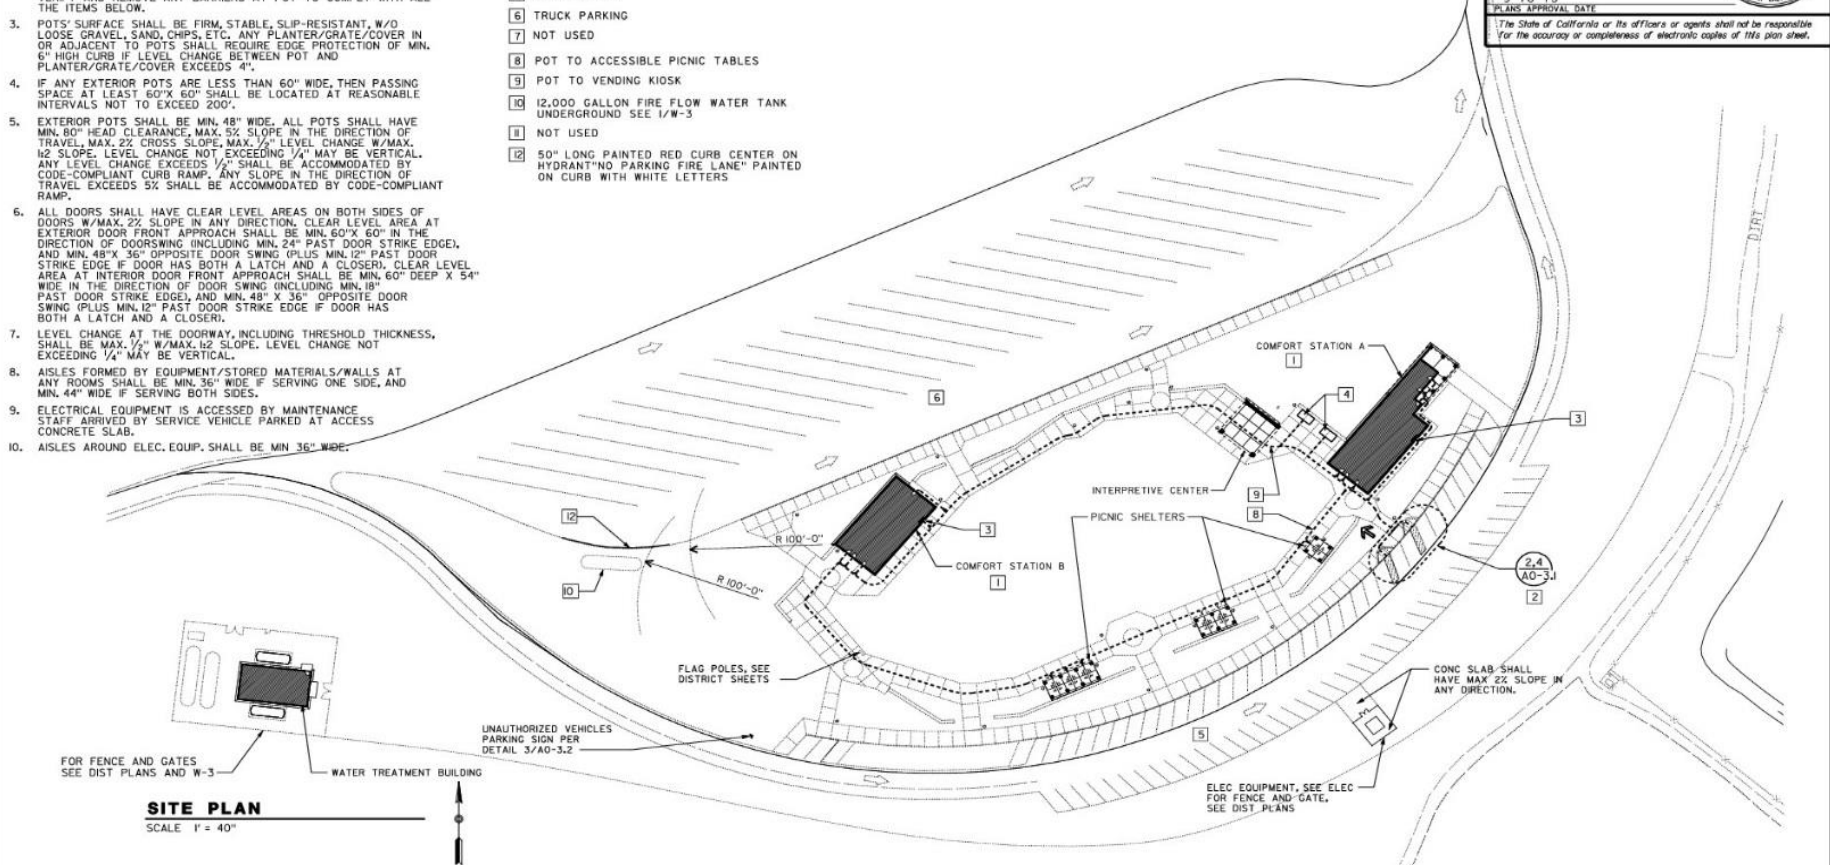 THE ITEMS BELOW.
3. POTS' SURFACE SHALL BE FIRM, STABLE, SLIP-RESISTANT, W/O
LOOSE GRAVEL, SAND, CHIPS, ETC. ANY PLANTER/GRATE/COVER IN
OR ADJACENT TO POTS SHALL REQUIRE EDGE PROTECTION OF MIN.
6" HIGH CURB IF LEVEL CHANGE BETWEEN POT AND
PLANTER/GRATE/COVER EXCEEDS 4".
4. IF ANY EXTERIOR POTS ARE LESS THAN 60" WIDE, THEN PASSING
SPACE AT LEAST 60"X 60" SHALL BE LOCATED AT REASONABLE
INTERVALS NOT TO EXCEED 200'.
5. EXTERIOR POTS SHALL BE MIN. 48" WIDE. ALL POTS SHALL HAVE
MIN. 80" HEAD CLEARANCE, MAX. 5% SLOPE IN THE DIRECTION OF
TRAVEL, MAX. 2% CROSS SLOPE, MAX. 1/2" LEVEL CHANGE W/MAX.
1:2 SLOPE. LEVEL CHANGE NOT EXCEEDING 1/4" MAY BE VERTICAL.
ANY LEVEL CHANGE EXCEEDS 1/2" SHALL BE ACCOMMODATED BY
CODE-COMPLIANT CURB RAMP. ANY SLOPE IN THE DIRECTION OF
TRAVEL EXCEEDS 5% SHALL BE ACCOMMODATED BY CODE-COMPLIANT
RAMP.
6. ALL DOORS SHALL HAVE CLEAR LEVEL AREAS ON BOTH SIDES OF
DOORS W/MAX. 2% SLOPE IN ANY DIRECTION. CLEAR LEVEL AREA AT
EXTERIOR DOOR FRONT APPROACH SHALL BE MIN. 60"X 60" IN THE
DIRECTION OF DOORSWING (INCLUDING MIN. 24" PAST DOOR STRIKE EDGE),
AND MIN. 48"X 36" OPPOSITE DOOR SWING (PLUS MIN. 12" PAST DOOR
STRIKE EDGE IF DOOR HAS BOTH A LATCH AND A CLOSER). CLEAR LEVEL
AREA AT INTERIOR DOOR FRONT APPROACH SHALL BE MIN. 60" DEEP X 54"
WIDE IN THE DIRECTION OF DOOR SWING (INCLUDING MIN. 18"
PAST DOOR STRIKE EDGE), AND MIN. 48" X 36" OPPOSITE DOOR
SWING (PLUS MIN. 12" PAST DOOR STRIKE EDGE IF DOOR HAS
BOTH A LATCH AND A CLOSER).
7. LEVEL CHANGE AT THE DOORWAY, INCLUDING THRESHOLD THICKNESS,
SHALL BE MAX. 1/2" W/MAX. 1:2 SLOPE. LEVEL CHANGE NOT
EXCEEDING 1/4" MAY BE VERTICAL.
8. AISLES FORMED BY EQUIPMENT/STORED MATERIALS/WALLS AT
ANY ROOMS SHALL BE MIN. 36" WIDE IF SERVING ONE SIDE, AND
MIN. 44" WIDE IF SERVING BOTH SIDES.
9. ELECTRICAL EQUIPMENT IS ACCESSED BY MAINTENANCE
STAFF ARRIVED BY SERVICE VEHICLE PARKED AT ACCESS
CONCRETE SLAB.
10. AISLES AROUND ELEC. EQUIP. SHALL BE MIN 36" WIDE.
6 TRUCK PARKING
7 NOT USED
8 POT TO ACCESSIBLE PICNIC TABLES
9 POT TO VENDING KIOSK
10 12,000 GALLON FIRE FLOW WATER TANK
UNDERGROUND SEE 1/W-3
11 NOT USED
12 50" LONG PAINTED RED CURB CENTER ON
HYDRANT"NO PARKING FIRE LANE" PAINTED
ON CURB WITH WHITE LETTERS
PLANS APPROVAL DATE
The State of California or its officers or agents shall not be responsible
for the accuracy or completeness of electronic copies of this plan sheet.
DIRT
COMFORT STATION A
1
4
3
6
INTERPRETIVE CENTER
9
8
PICNIC SHELTERS
12
R 100'-0"
3
COMFORT STATION B
1
10
R 100'-0"
2,4
AO-3.1
2
FLAG POLES, SEE
DISTRICT SHEETS
CONC SLAB SHALL
HAVE MAX 2% SLOPE IN
ANY DIRECTION.
UNAUTHORIZED VEHICLES
PARKING SIGN PER
DETAIL 3/AO-3.2
5
FOR FENCE AND GATES
SEE DIST PLANS AND W-3
WATER TREATMENT BUILDING
ELEC EQUIPMENT, SEE ELEC
FOR FENCE AND GATE,
SEE DIST PLANS
SITE PLAN
SCALE 1' = 40"